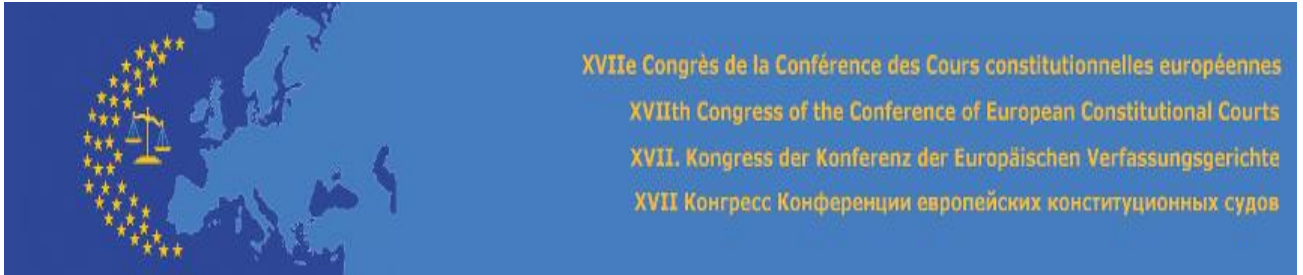 XVIIe Congrès de la Conférence des Cours constitutionnelles européennes
XVIIth Congress of the Conference of European Constitutional Courts
XVII. Kongress der Konferenz der Europäischen Verfassungsgerichte
XVII Конгресс Конференции европейских конституционных судов